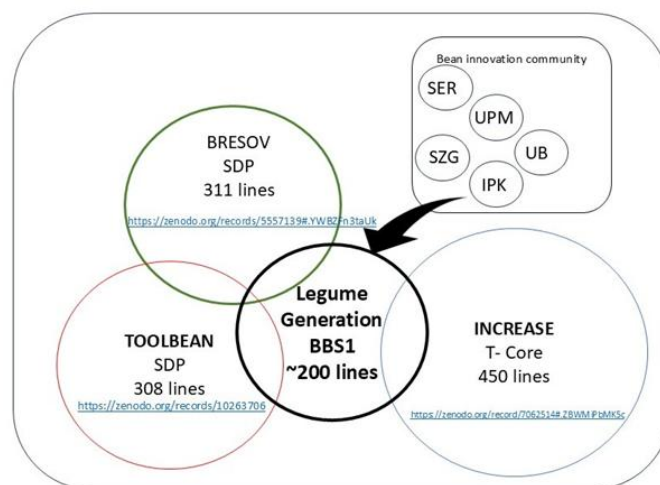 Bean innovation community
SER
UPM
SZG
UB
IPK
BRESOV
SDP
311 lines
https://zenodo.org/records/5557139#.YWBZFn3taUk
Legume
Generation
BBS1
~200 lines
TOOLBEAN
SDP
308 lines
https://zenodo.org/records/10263706
INCREASE
T- Core
450 lines
https://zenodo.org/record/7062514#.ZBWMiPbMK5c